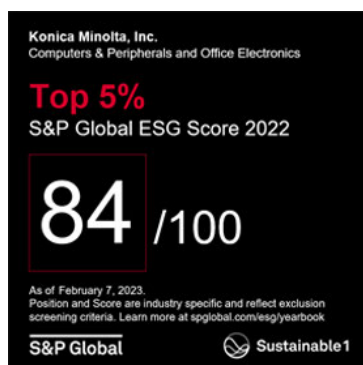 Konica Minolta, Inc.
Computers & Peripherals and Office Electronics
Top 5%
S&P Global ESG Score 2022
84 /100
As of February 7, 2023.
Position and Score are industry specific and reflect exclusion
screening criteria. Learn more at spglobal.com/esg/yearbook
S&P Global
Sustainable1